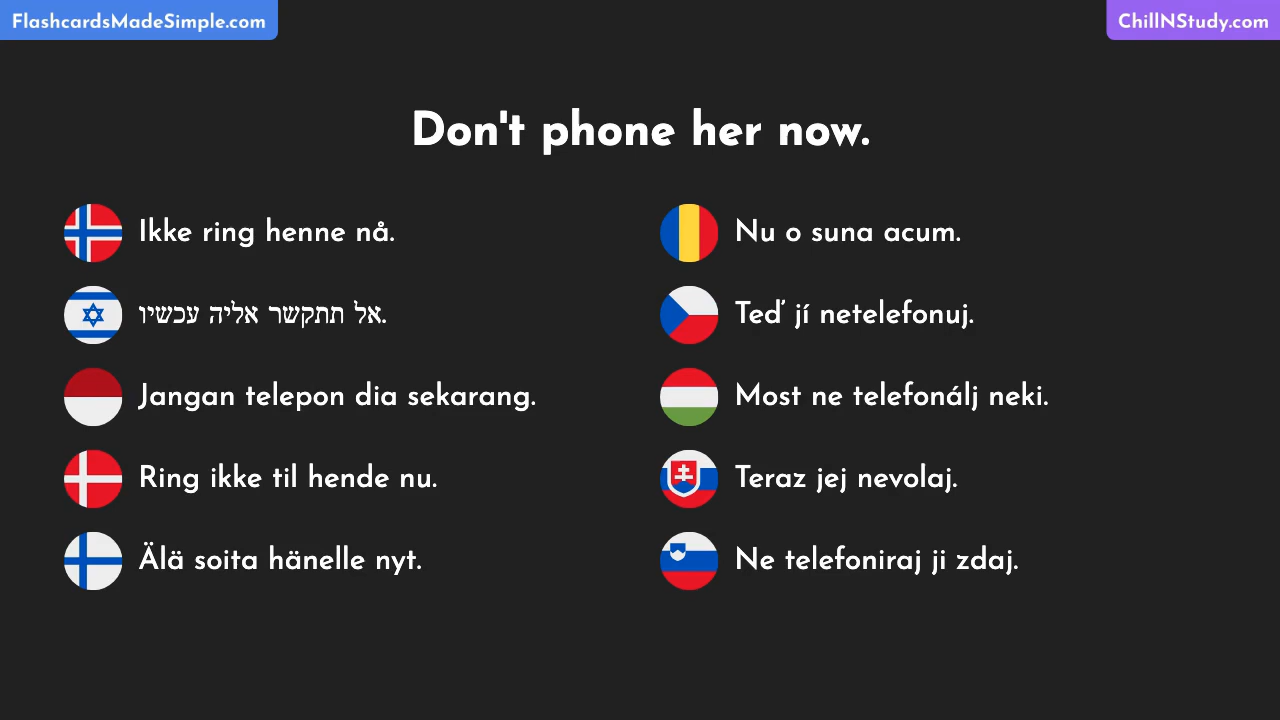 FlashcardsMadeSimple.com
ChillNStudy.com
Don't phone her now.
Ikke ring henne nå.
אל תתקשר אליה עכשיו.
Jangan telepon dia sekarang.
Ring ikke til hende nu.
Älä soita hänelle nyt.
Nu o suna acum.
Teď jí netelefonuj.
Most ne telefonálj neki.
Teraz jej nevolaj.
Ne telefoniraj ji zdaj.